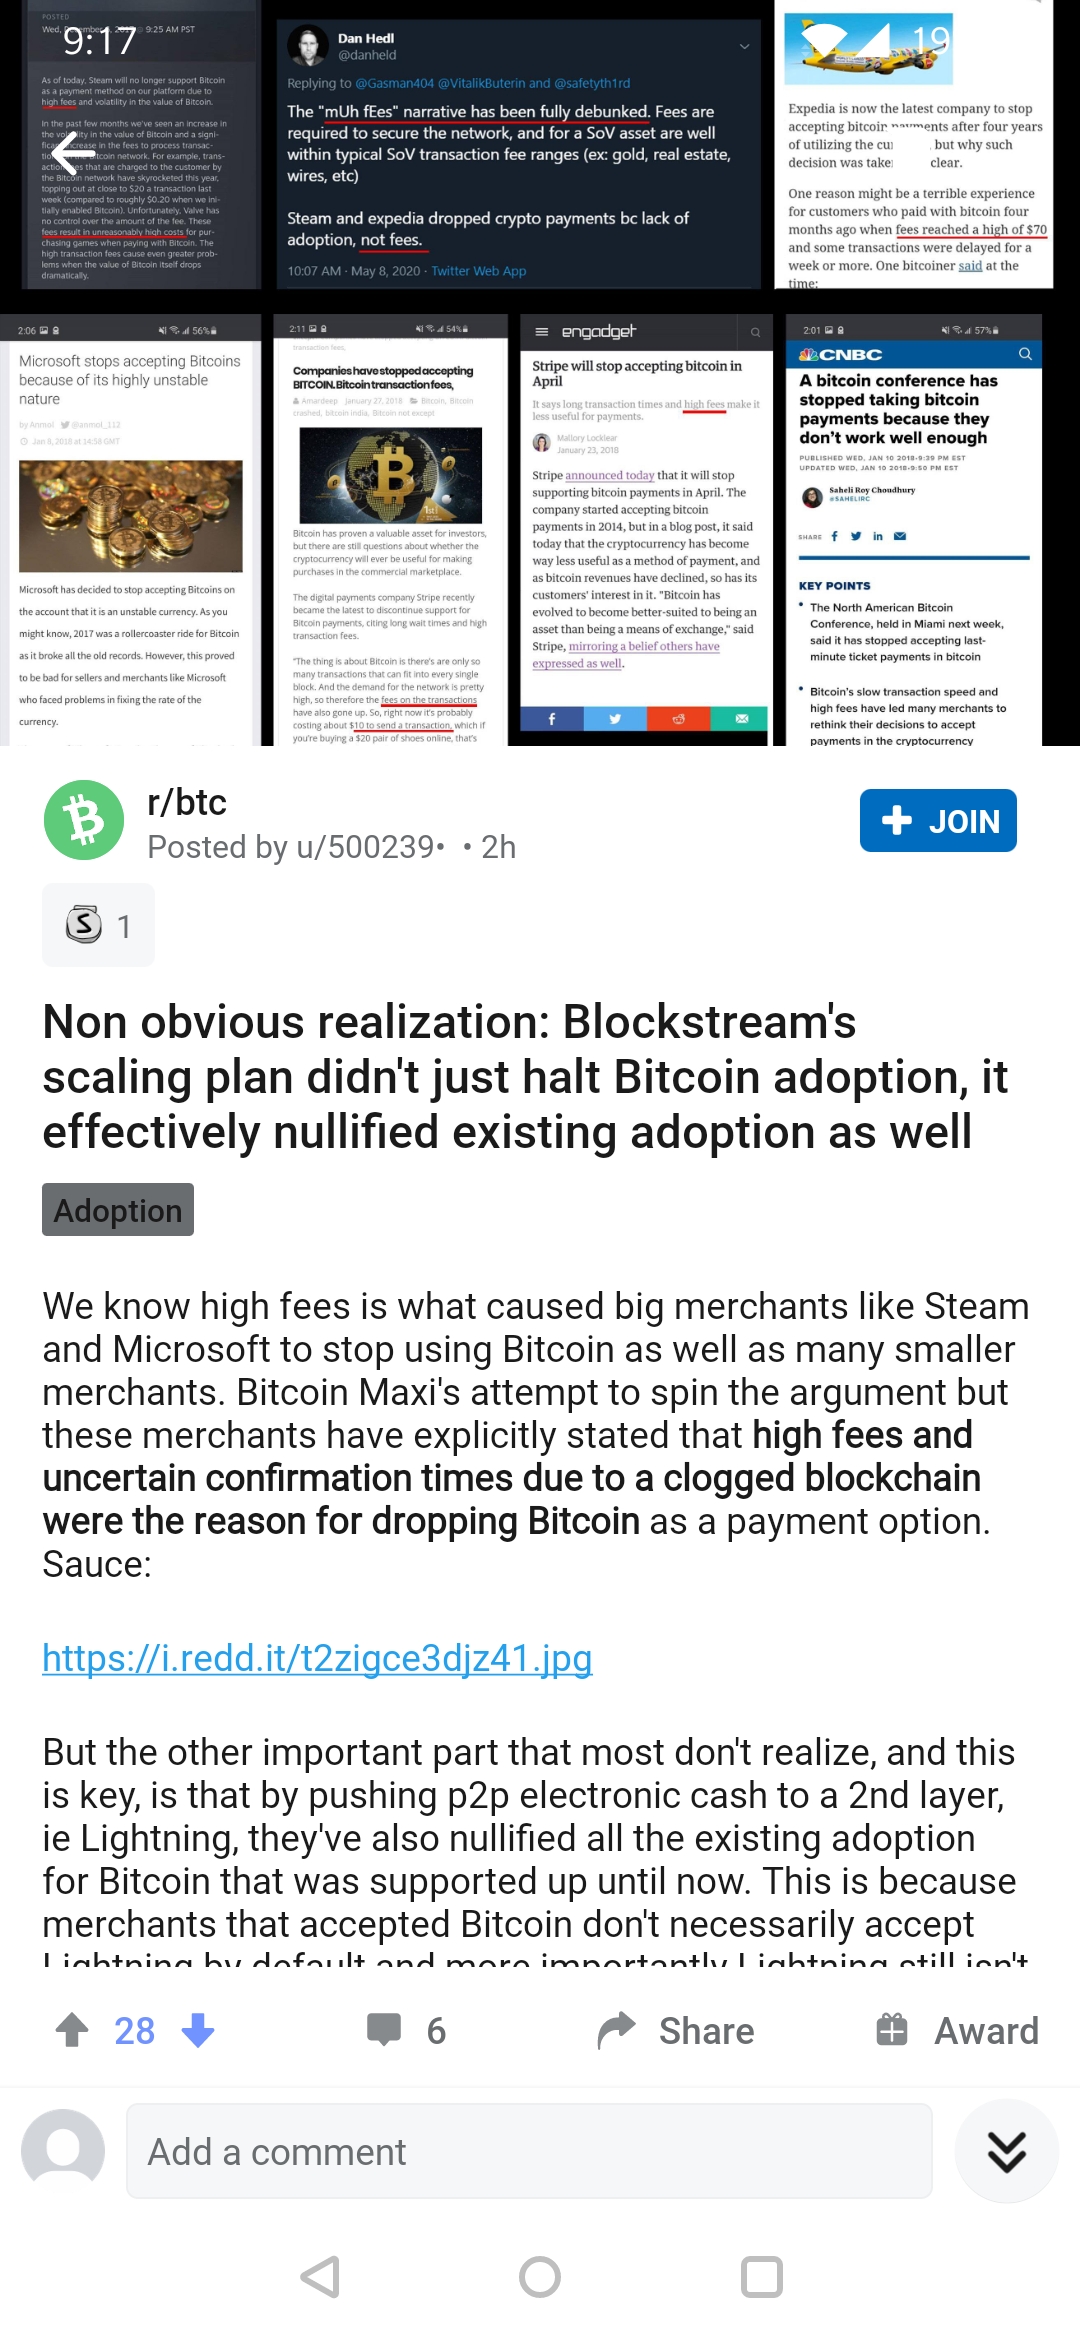 9:17
19
POSTED
Wed, December 6, 2017 9:25 AM PST
As of today, Steam will no longer support Bitcoin
as a payment method on our platform due to
high fees and volatility in the value of Bitcoin.
In the past few months we've seen an increase in
the volatility in the value of Bitcoin and a signi-
ficant increase in the fees to process transac-
Bitcoin network. For example, trans-
action fees that are charged to the customer by
the Bitcoin network have skyrocketed this year,
topping out at close to $20 a transaction last
week (compared to roughly $0.20 when we ini-
tially enabled Bitcoin). Unfortunately, Valve has
no control over the amount of the fee. These
fees result in unreasonably high costs for pur-
chasing games when paying with Bitcoin. The
high transaction fees cause even greater prob-
lems when the value of Bitcoin itself drops
dramatically.
Dan Hedl
@danheld
Replying to @Gasman404 @VitalikButerin and @safetyth1rd
The "mUh fEes" narrative has been fully debunked. Fees are
required to secure the network, and for a SoV asset are well
within typical SoV transaction fee ranges (ex: gold, real estate,
wires, etc)
Steam and expedia dropped crypto payments bc lack of
adoption, not fees.
10:07 AM · May 8, 2020 · Twitter Web App
Expedia is now the latest company to stop
accepting bitcoin payments after four years
of utilizing the cu but why such
decision was take clear.
One reason might be a terrible experience
for customers who paid with bitcoin four
months ago when fees reached a high of $70
and some transactions were delayed for a
week or more. One bitcoiner said at the
time:
2:06 56%
Microsoft stops accepting Bitcoins
because of its highly unstable
nature
by Anmol @anmol_112
Jan 8, 2018 at 14:58 GMT
Microsoft has decided to stop accepting Bitcoins on
the account that it is an unstable currency. As you
might know, 2017 was a rollercoaster ride for Bitcoin
as it broke all the old records. However, this proved
to be bad for sellers and merchants like Microsoft
who faced problems in fixing the rate of the
currency.
2:11 54%
transaction fees,
Companies have stopped accepting
BITCOIN. Bitcoin transaction fees,
Amardeep January 27, 2018 Bitcoin, Bitcoin
crashed, bitcoin india, Bitcoin not except
1st!
Bitcoin has proven a valuable asset for investors,
but there are still questions about whether the
cryptocurrency will ever be useful for making
purchases in the commercial marketplace.
The digital payments company Stripe recently
became the latest to discontinue support for
Bitcoin payments, citing long wait times and high
transaction fees.
"The thing is about Bitcoin is there's are only so
many transactions that can fit into every single
block. And the demand for the network is pretty
high, so therefore the fees on the transactions
have also gone up. So, right now it's probably
costing about $10 to send a transaction, which if
you're buying a $20 pair of shoes online, that's
engadget
Stripe will stop accepting bitcoin in
April
It says long transaction times and high fees make it
less useful for payments.
Mallory Locklear
January 23, 2018
Stripe announced today that it will stop
supporting bitcoin payments in April. The
company started accepting bitcoin
payments in 2014, but in a blog post, it said
today that the cryptocurrency has become
way less useful as a method of payment, and
as bitcoin revenues have declined, so has its
customers' interest in it. "Bitcoin has
evolved to become better-suited to being an
asset than being a means of exchange," said
Stripe, mirroring a belief others have
expressed as well.
2:01 57%
CNBC
A bitcoin conference has
stopped taking bitcoin
payments because they
don't work well enough
PUBLISHED WED, JAN 10 2018•9:39 PM EST
UPDATED WED, JAN 10 2018•9:50 PM EST
Saheli Roy Choudhury
@SAHELIRC
SHARE
KEY POINTS
• The North American Bitcoin
Conference, held in Miami next week,
said it has stopped accepting last-
minute ticket payments in bitcoin
• Bitcoin's slow transaction speed and
high fees have led many merchants to
rethink their decisions to accept
payments in the cryptocurrency
r/btc
Posted by u/500239• • 2h
JOIN
S 1
Non obvious realization: Blockstream's
scaling plan didn't just halt Bitcoin adoption, it
effectively nullified existing adoption as well
Adoption
We know high fees is what caused big merchants like Steam
and Microsoft to stop using Bitcoin as well as many smaller
merchants. Bitcoin Maxi's attempt to spin the argument but
these merchants have explicitly stated that high fees and
uncertain confirmation times due to a clogged blockchain
were the reason for dropping Bitcoin as a payment option.
Sauce:
https://i.redd.it/t2zigce3djz41.jpg
But the other important part that most don't realize, and this
is key, is that by pushing p2p electronic cash to a 2nd layer,
ie Lightning, they've also nullified all the existing adoption
for Bitcoin that was supported up until now. This is because
merchants that accepted Bitcoin don't necessarily accept
Lightning by default and more importantly Lightning still isn't
28
6
Share
Award
Add a comment